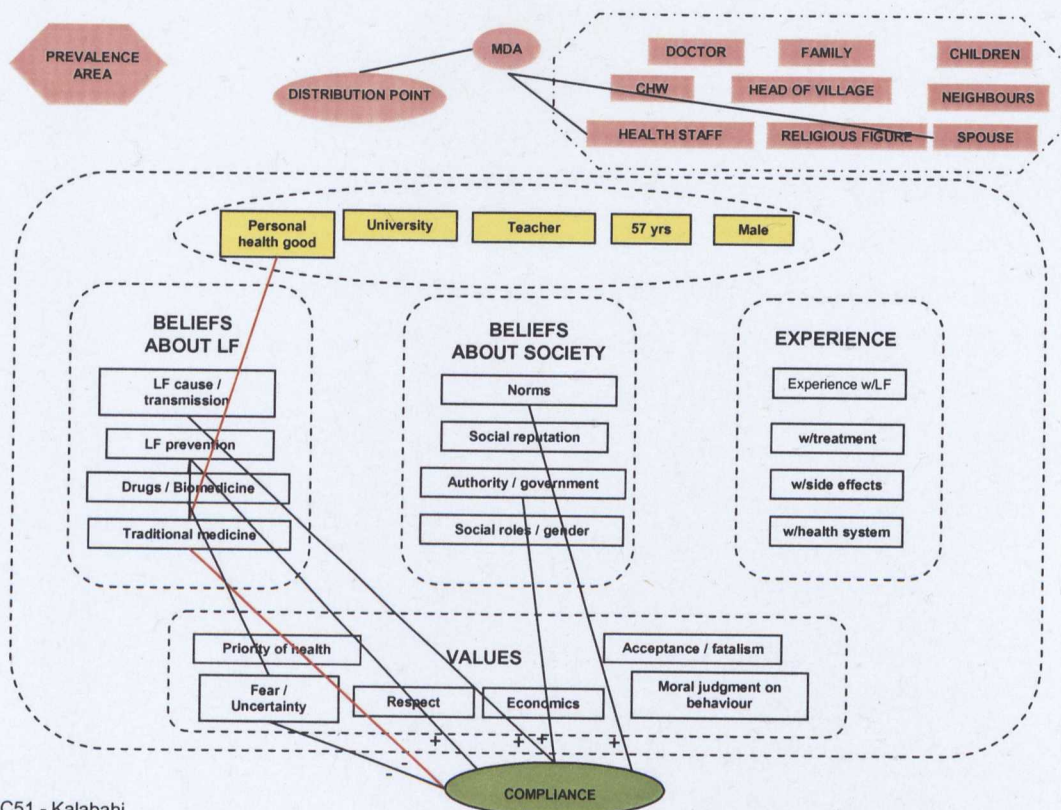 PREVALENCE
AREA
MDA
DISTRIBUTION POINT
DOCTOR
FAMILY
CHILDREN
CHW
HEAD OF VILLAGE
NEIGHBOURS
HEALTH STAFF
RELIGIOUS FIGURE
SPOUSE
Personal
health good
University
Teacher
57 yrs
Male
BELIEFS
ABOUT LF
LF cause /
transmission
LF prevention
Drugs / Biomedicine
Traditional medicine
BELIEFS
ABOUT SOCIETY
Norms
Social reputation
Authority / government
Social roles / gender
EXPERIENCE
Experience w/LF
w/treatment
w/side effects
w/health system
Priority of health
VALUES
Acceptance / fatalism
Fear /
Uncertainty
Respect
Economics
Moral judgment on
behaviour
+ + + +
- -
COMPLIANCE
C51 - Kalabahi